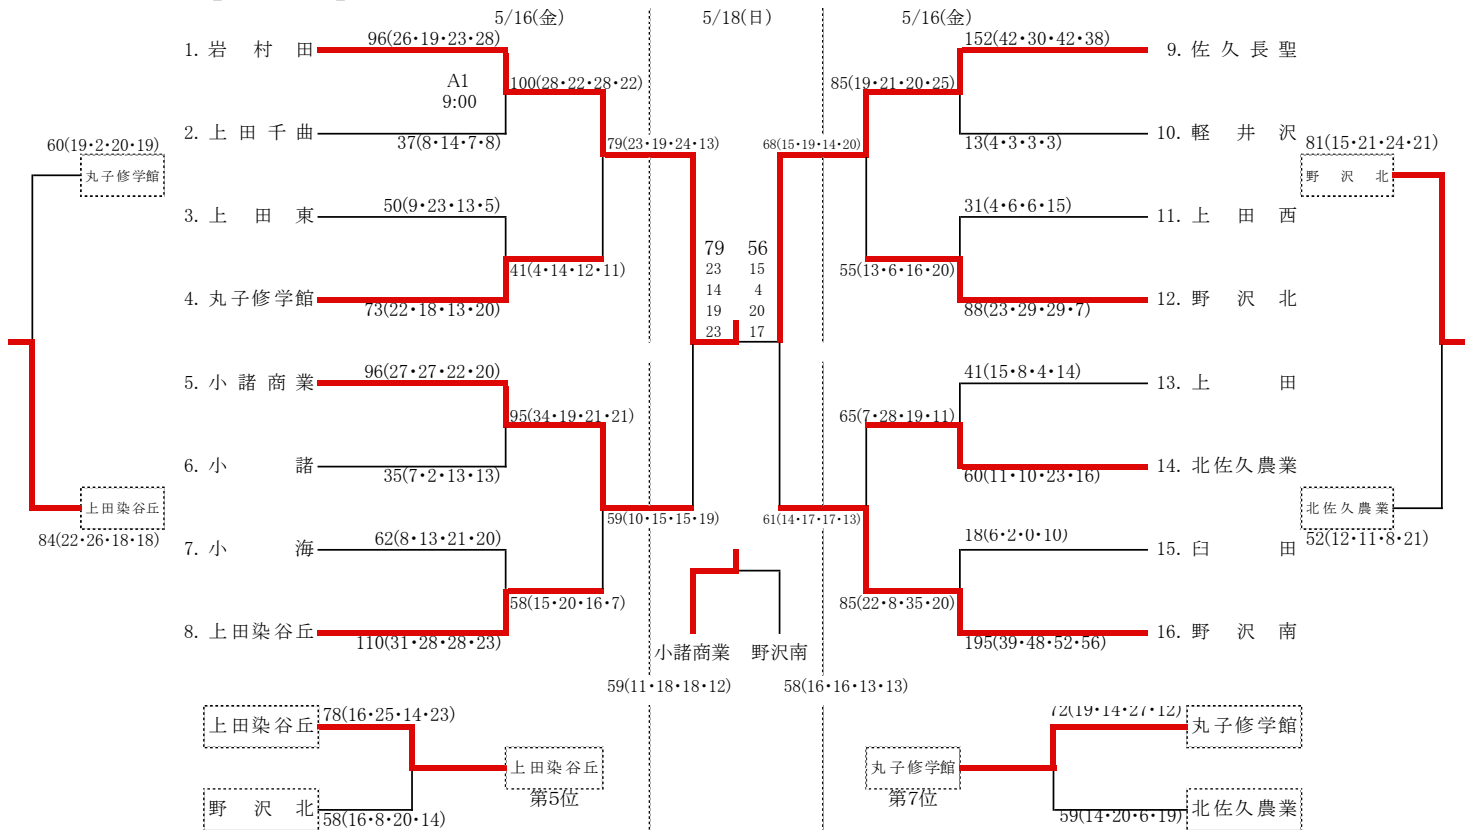 5/16(金)
5/18(日)
5/16(金)
1. 岩村田
96(26・19・23・28)
A1
9:00
100(28・22・28・22)
2. 上田千曲
37(8・14・7・8)
79(23・19・24・13)
60(19・2・20・19)
丸子修学館
3. 上田東
50(9・23・13・5)
41(4・14・12・11)
4. 丸子修学館
73(22・18・13・20)
5. 小諸商業
96(27・27・22・20)
95(34・19・21・21)
6. 小諸
35(7・2・13・13)
59(10・15・15・19)
上田染谷丘
84(22・26・18・18)
7. 小海
62(8・13・21・20)
58(15・20・16・7)
8. 上田染谷丘
110(31・28・28・23)
79 56
23 15
14 4
19 20
23 17
小諸商業 野沢南
59(11・18・18・12)
58(16・16・13・13)
152(42・30・42・38)
9. 佐久長聖
85(19・21・20・25)
13(4・3・3・3)
10. 軽井沢
68(15・19・14・20)
81(15・21・24・21)
野沢北
31(4・6・6・15)
11. 上田西
55(13・6・16・20)
88(23・29・29・7)
12. 野沢北
41(15・8・4・14)
13. 上田
65(7・28・19・11)
60(11・10・23・16)
14. 北佐久農業
61(14・17・17・13)
北佐久農業
52(12・11・8・21)
18(6・2・0・10)
15. 臼田
85(22・8・35・20)
195(39・48・52・56)
16. 野沢南
上田染谷丘
78(16・25・14・23)
上田染谷丘
第5位
野沢北
58(16・8・20・14)
72(19・14・27・12)
丸子修学館
丸子修学館
第7位
59(14・20・6・19)
北佐久農業